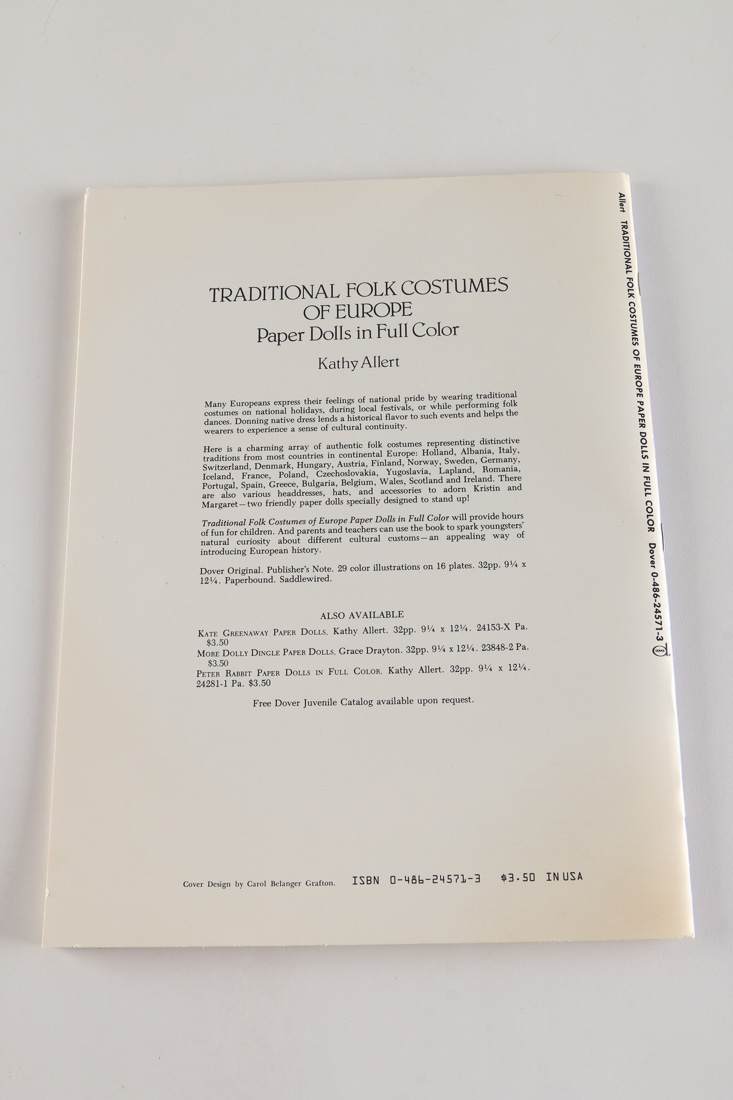 TRADITIONAL FOLK COSTUMES
OF EUROPE
Paper Dolls in Full Color
Kathy Allert
Many Europeans express their feelings of national pride by wearing traditional
costumes on national holidays, during local festivals, or while performing folk
dances. Donning native dress lends a historical flavor to such events and helps the
wearers to experience a sense of cultural continuity.
Here is a charming array of authentic folk costumes representing distinctive
traditions from most countries in continental Europe: Holland, Albania, Italy,
Switzerland, Denmark, Hungary, Austria, Finland, Norway, Sweden, Germany,
Iceland, France, Poland, Czechoslovakia, Yugoslavia, Lapland, Romania,
Portugal, Spain, Greece, Bulgaria, Belgium, Wales, Scotland and Ireland. There
are also various headdresses, hats, and accessories to adorn Kristin and
Margaret—two friendly paper dolls specially designed to stand up!
Traditional Folk Costumes of Europe Paper Dolls in Full Color will provide hours
of fun for children. And parents and teachers can use the book to spark youngsters'
natural curiosity about different cultural customs—an appealing way of
introducing European history.
Dover Original. Publisher's Note. 29 color illustrations on 16 plates. 32pp. 9¼ x
12¼. Paperbound. Saddlewired.
ALSO AVAILABLE
KATE GREENAWAY PAPER DOLLS, Kathy Allert. 32pp. 9¼ x 12¼. 24153-X Pa.
$3.50
MORE DOLLY DINGLE PAPER DOLLS, Grace Drayton. 32pp. 9¼ x 12¼. 23848-2 Pa.
$3.50
PETER RABBIT PAPER DOLLS IN FULL COLOR, Kathy Allert. 32pp. 9¼ x 12¼.
24281-1 Pa. $3.50
Free Dover Juvenile Catalog available upon request.
Cover Design by Carol Belanger Grafton. ISBN 0-486-24571-3 $3.50 IN USA
Allert TRADITIONAL FOLK COSTUMES OF EUROPE PAPER DOLLS IN FULL COLOR Dover 0-486-24571-3